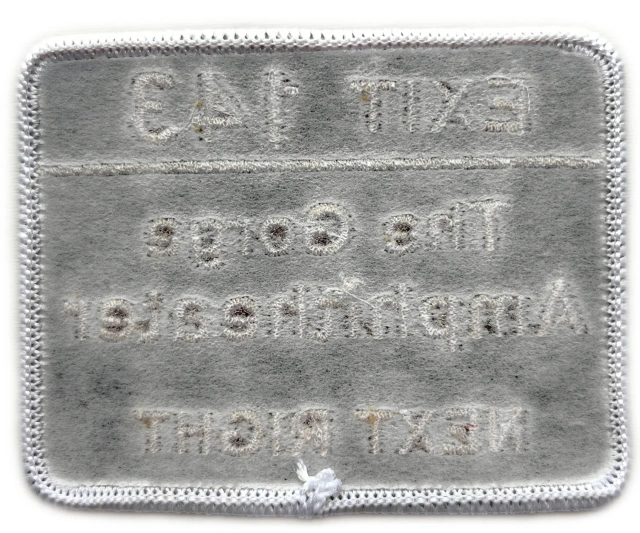 EXIT 143
The Gorge
Amphitheater
NEXT RIGHT